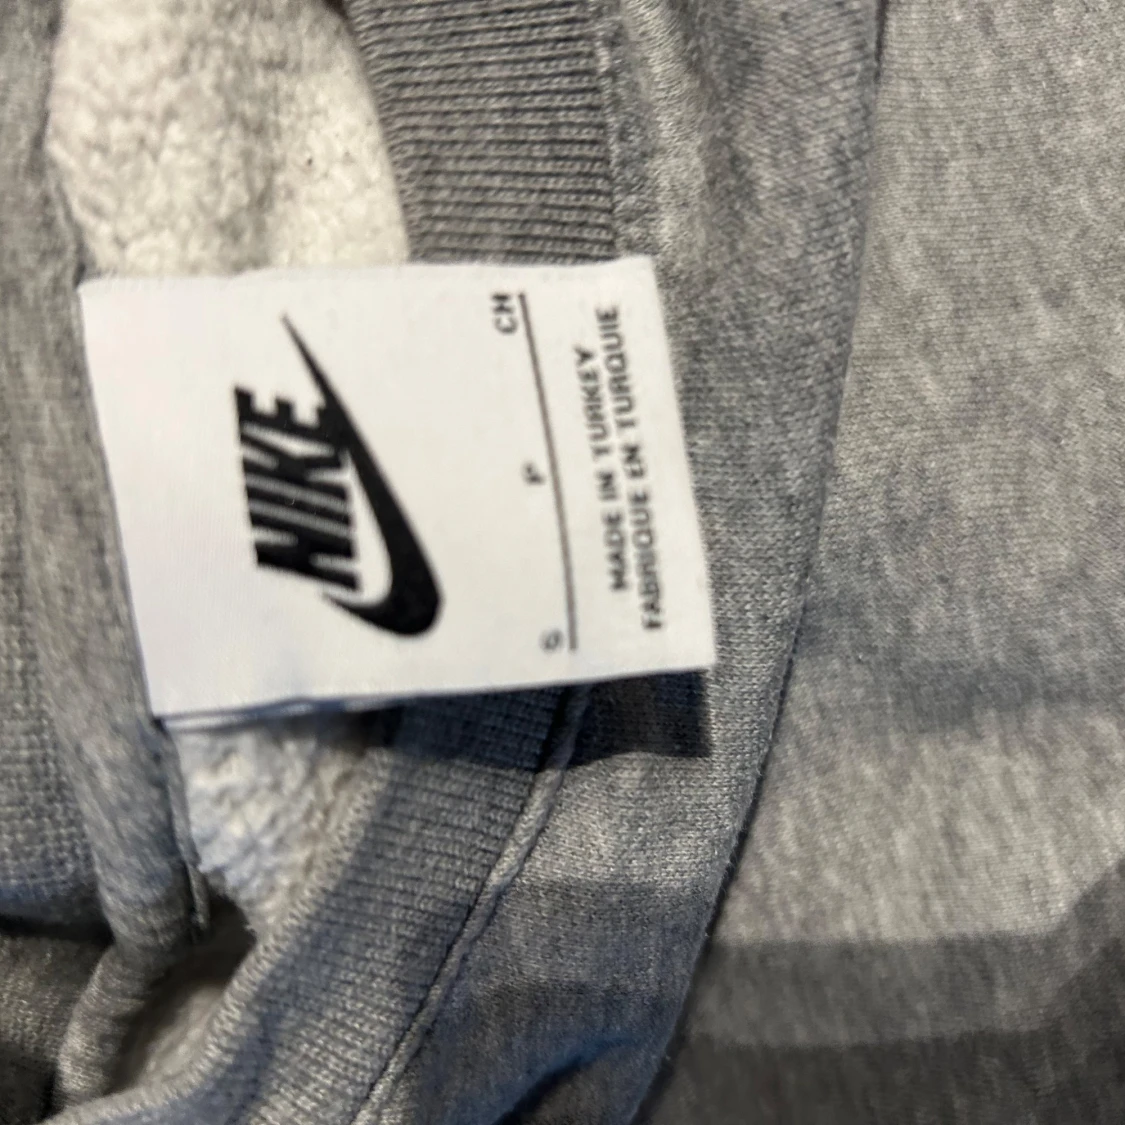 NIKE
S P CH
MADE IN TURKEY
FABRIQUE EN TURQUIE